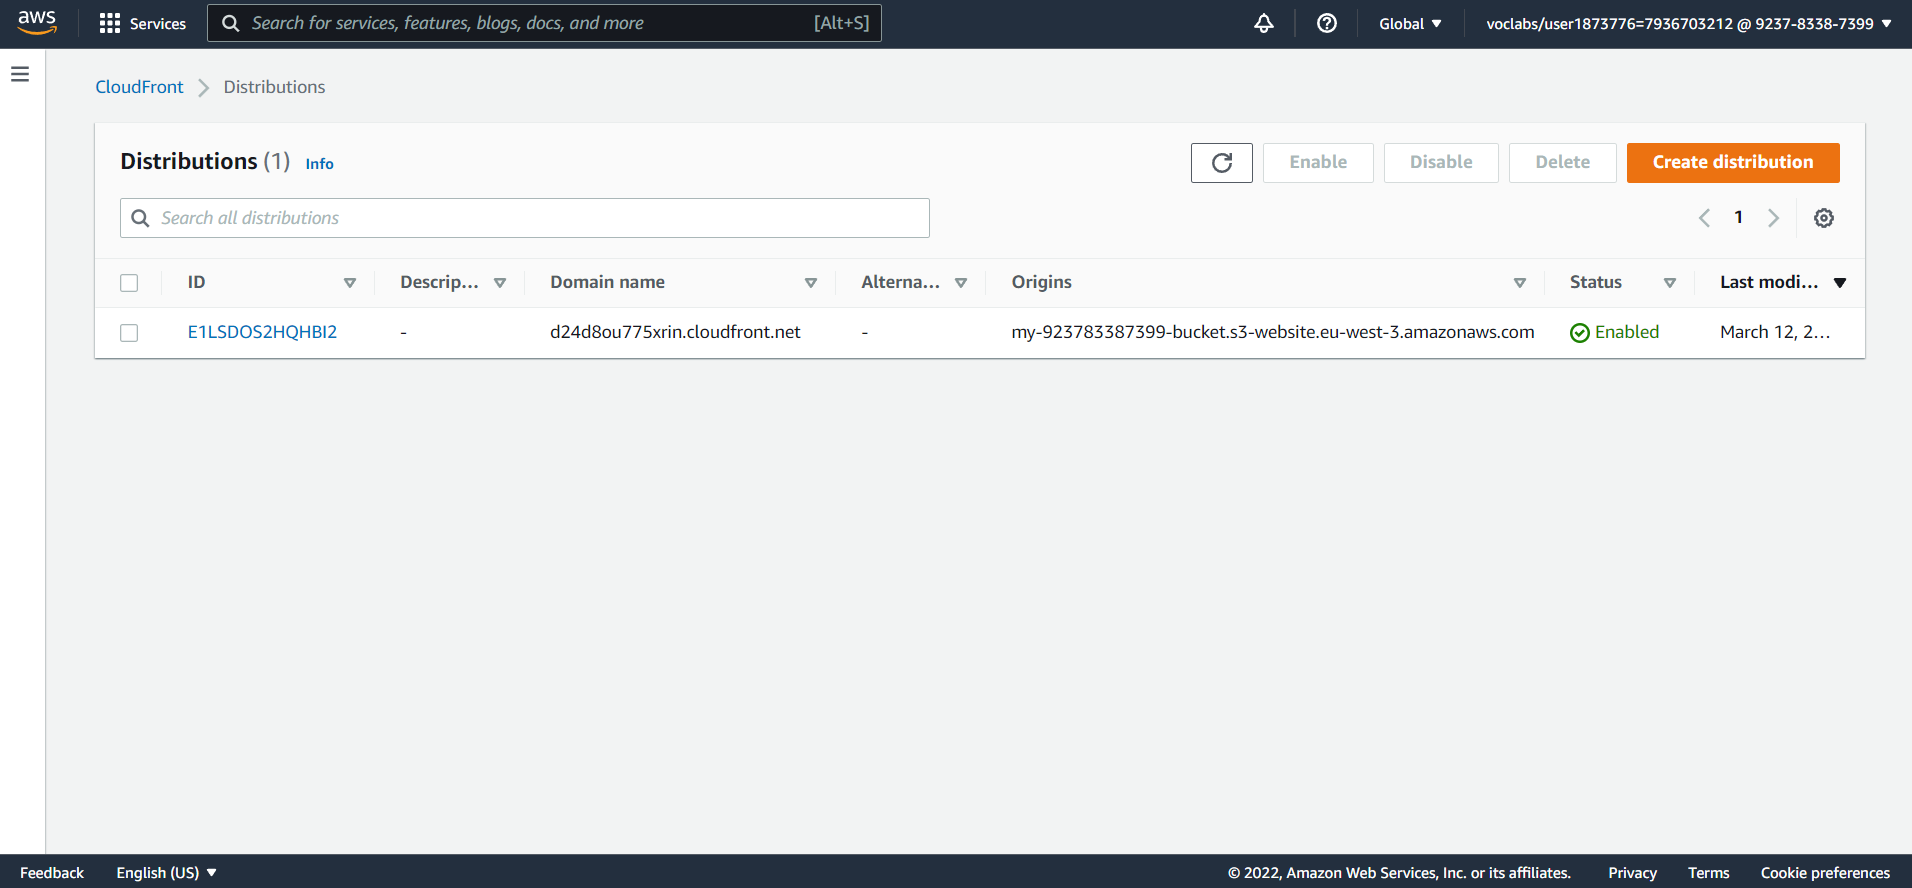 aws Services Search for services, features, blogs, docs, and more [Alt+S] Global voclabs/user1873776=7936703212 @ 9237-8338-7399
CloudFront Distributions
Distributions (1) Info Enable Disable Delete Create distribution
Search all distributions 1
ID Descrip... Domain name Alterna... Origins Status Last modi...
E1LSDOS2HQHBI2 - d24d8ou775xrin.cloudfront.net - my-923783387399-bucket.s3-website.eu-west-3.amazonaws.com Enabled March 12, 2...
Feedback English (US) © 2022, Amazon Web Services, Inc. or its affiliates. Privacy Terms Cookie preferences